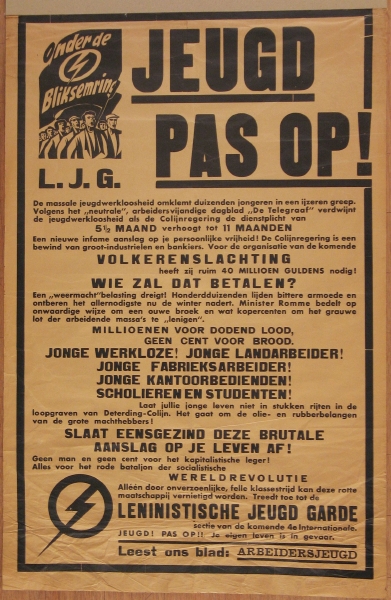 Onder de
Bliksemring
L. J. G.
JEUGD
PAS OP!
De massale jeugdwerkloosheid omklemt duizenden jongeren in een ijzeren greep.
Volgens het „neutrale", arbeidersvijandige dagblad „De Telegraaf" verdwijnt
de jeugdwerkloosheid als de Colijnregering de dienstplicht van
5½ MAAND verhoogt tot 11 MAANDEN
Een nieuwe infame aanslag op je persoonlijke vrijheid! De Colijnregering is een
bewind van groot-industrielen en bankiers. Voor de organisatie van de komende
VOLKERENSLACHTING
heeft zij ruim 40 MILLIOEN GULDENS nodig!
WIE ZAL DAT BETALEN?
Een „weermacht"belasting dreigt! Honderdduizenden lijden bittere armoede en
ontberen het allernodigste nu de winter nadert. Minister Romme bedelt op
onwaardige wijze om een ouwe broek en wat kopercenten om het grauwe
lot der arbeidende massa's te „lenigen".
MILLIOENEN VOOR DODEND LOOD,
GEEN CENT VOOR BROOD.
JONGE WERKLOZE! JONGE LANDARBEIDER!
JONGE FABRIEKSARBEIDER!
JONGE KANTOORBEDIENDEN!
SCHOLIEREN EN STUDENTEN!
Laat jullie jonge leven niet in stukken rijten in de
loopgraven van Deterding-Colijn. Het gaat om de olie- en rubberbelangen
van de grote machthebbers!
SLAAT EENSGEZIND DEZE BRUTALE
AANSLAG OP JE LEVEN AF!
Geen man en geen cent voor het kapitalistische leger!
Alles voor het rode bataljon der socialistische
WERELDREVOLUTIE
Alléén door onverzoenlijke, felle klassestrijd kan deze rotte
maatschappij vernietigd worden. Treedt toe tot de
LENINISTISCHE JEUGD GARDE
sectie van de komende 4e Internationale.
JEUGD! PAS OP!! Je eigen leven is in gevaar.
Leest ons blad: ARBEIDERSJEUGD